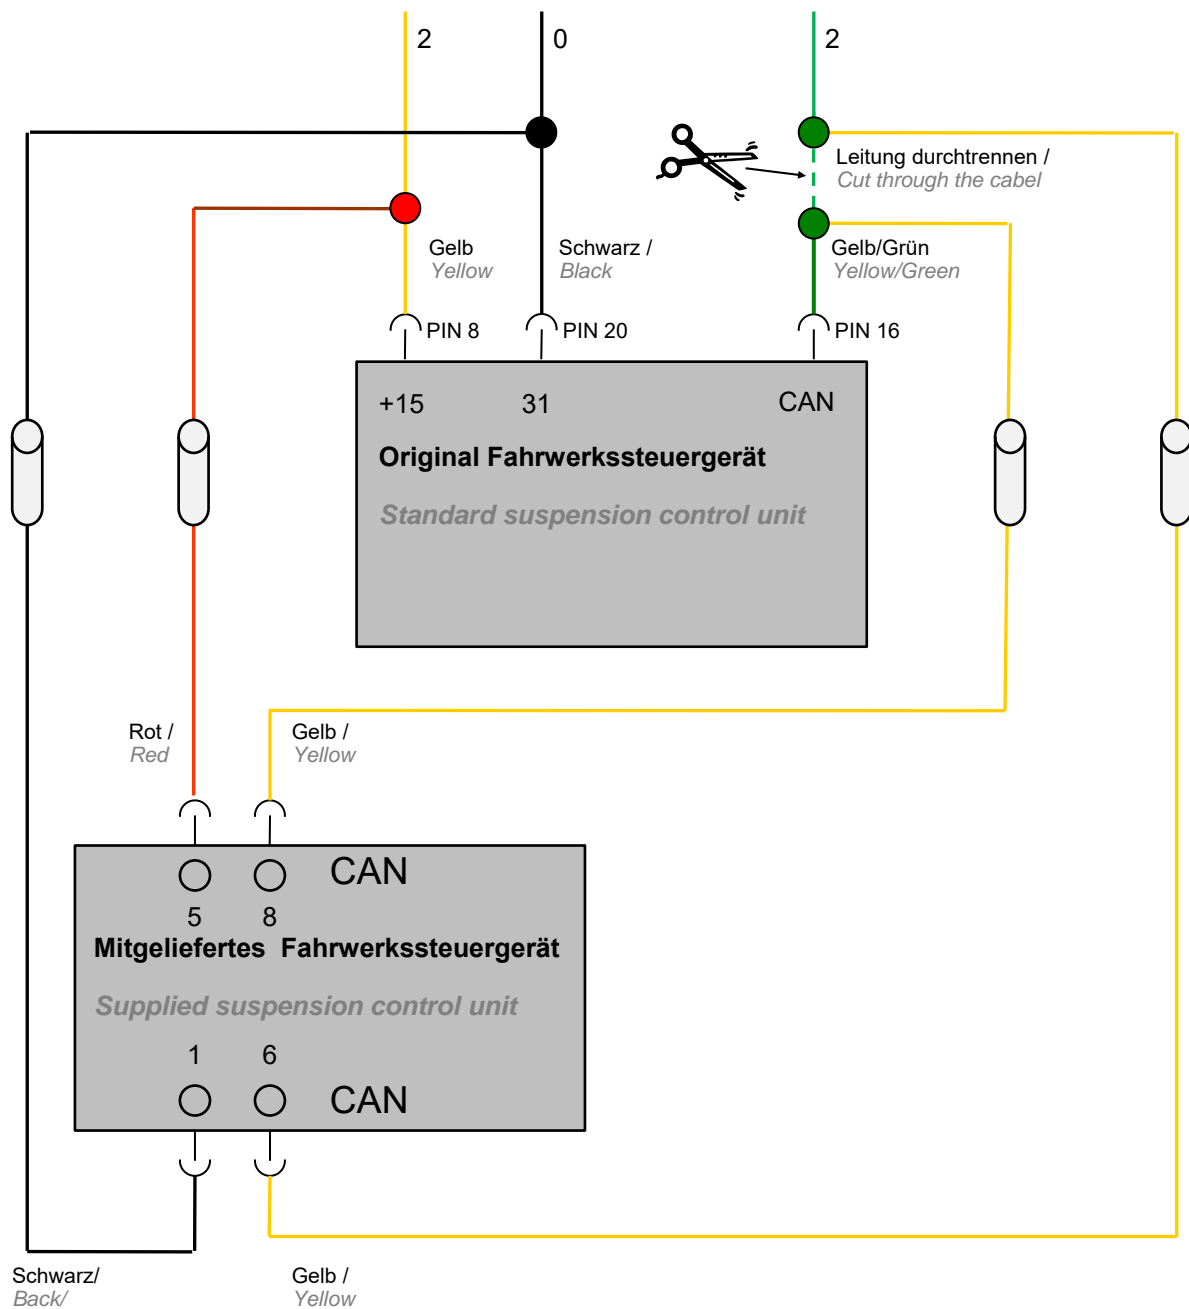 2
0
2
Leitung durchtrennen /
Cut through the cabel
Gelb
Yellow
Schwarz /
Black
Gelb/Grün
Yellow/Green
PIN 8
PIN 20
PIN 16
+15
31
CAN
Original Fahrwerkssteuergerät
Standard suspension control unit
Rot /
Red
Gelb /
Yellow
CAN
5
8
Mitgeliefertes Fahrwerkssteuergerät
Supplied suspension control unit
1
6
CAN
Schwarz/
Back/
Gelb /
Yellow